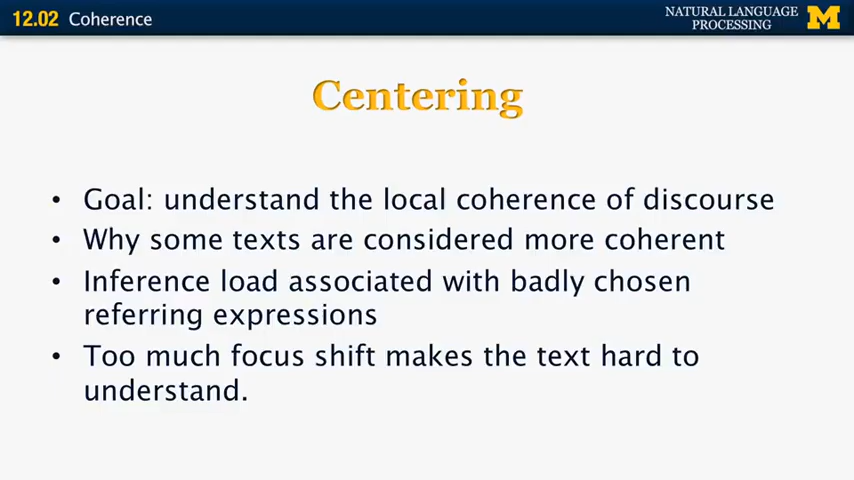 12.02 Coherence
NATURAL LANGUAGE
PROCESSING
M
Centering
• Goal: understand the local coherence of discourse
• Why some texts are considered more coherent
• Inference load associated with badly chosen
referring expressions
• Too much focus shift makes the text hard to
understand.